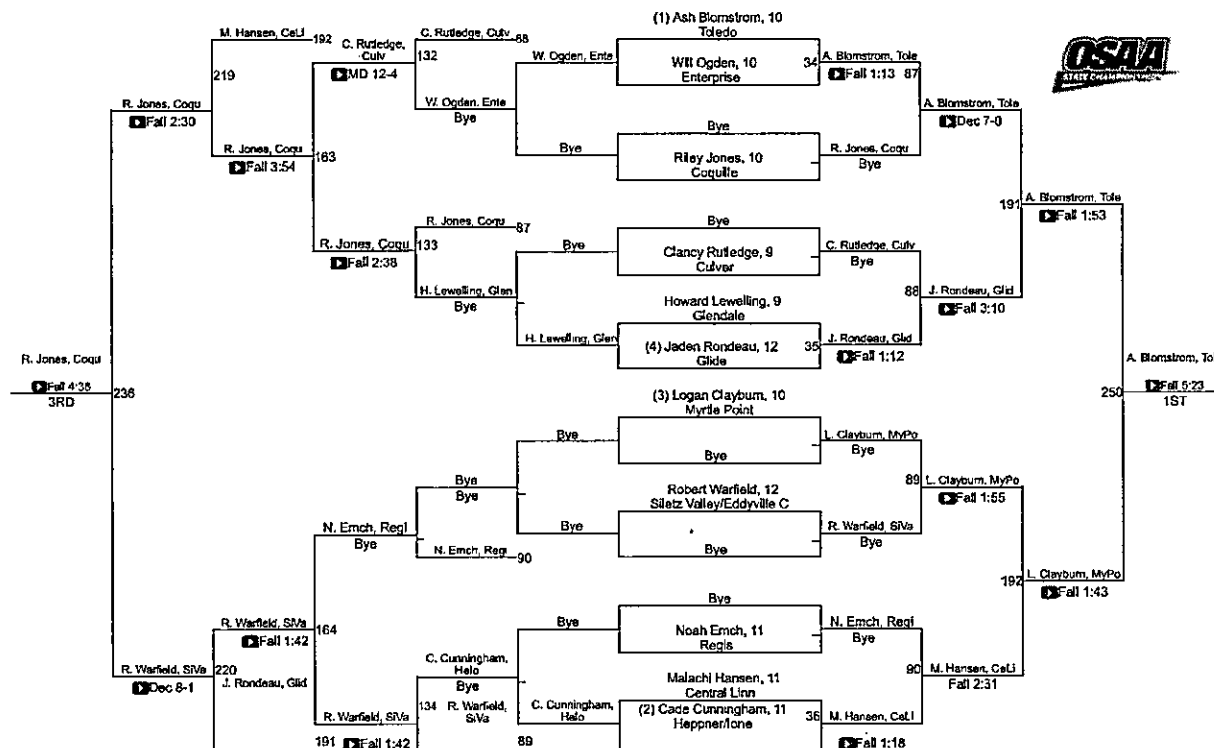 (1) Ash Blomstrom, 10
Toledo
M. Hansen, CeLi
192
C. Rutledge,
Culv
MD 12-4
C. Rutledge, Culv
88
132
W. Ogden, Ente
Will Ogden, 10
Enterprise
34
A. Blomstrom, Tole
Fall 1:13
87
OSAA
219
R. Jones, Coqu
Fall 2:30
W. Ogden, Ente
Bye
A. Blomstrom, Tole
Dec 7-0
R. Jones, Coqu
Fall 3:54
163
Bye
Bye
Riley Jones, 10
Coquille
R. Jones, Coqu
Bye
191
A. Blomstrom, Tole
Fall 1:53
R. Jones, Coqu
87
R. Jones, Coqu
Fall 2:38
133
Bye
Bye
Clancy Rutledge, 9
Culver
C. Rutledge, Culv
Bye
H. Lewelling, Glen
Bye
88
J. Rondeau, Glid
Fall 3:10
Howard Lewelling, 9
Glendale
H. Lewelling, Glen
(4) Jaden Rondeau, 12
Glide
35
J. Rondeau, Glid
Fall 1:12
R. Jones, Coqu
Fall 4:35
3RD
236
A. Blomstrom, To
Fall 5:23
1ST
250
(3) Logan Clayburn, 10
Myrtle Point
Bye
Bye
L. Clayburn, MyPo
Bye
Bye
Bye
89
L. Clayburn, MyPo
Fall 1:55
Robert Warfield, 12
Siletz Valley/Eddyville C
N. Emch, Regi
Bye
Bye
Bye
R. Warfield, SiVa
Bye
N. Emch, Regi
90
192
L. Clayburn, MyPo
Fall 1:43
Bye
R. Warfield, SiVa
Fall 1:42
164
Bye
Noah Emch, 11
Regis
N. Emch, Regi
Bye
R. Warfield, SiVa
Dec 8-1
220
J. Rondeau, Glid
C. Cunningham,
Helo
Bye
90
M. Hansen, CeLi
Fall 2:31
Malachi Hansen, 11
Central Linn
R. Warfield, SiVa
191
Fall 1:42
134
R. Warfield,
SiVa
89
C. Cunningham,
Helo
(2) Cade Cunningham, 11
Heppner/Ione
36
M. Hansen, CeLi
Fall 1:18